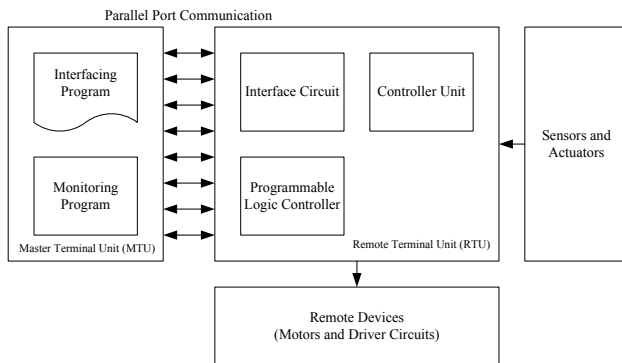 Parallel Port Communication
Interfacing
Program
Monitoring
Program
Master Terminal Unit (MTU)
Interface Circuit
Controller Unit
Programmable
Logic Controller
Remote Terminal Unit (RTU)
Sensors and
Actuators
Remote Devices
(Motors and Driver Circuits)